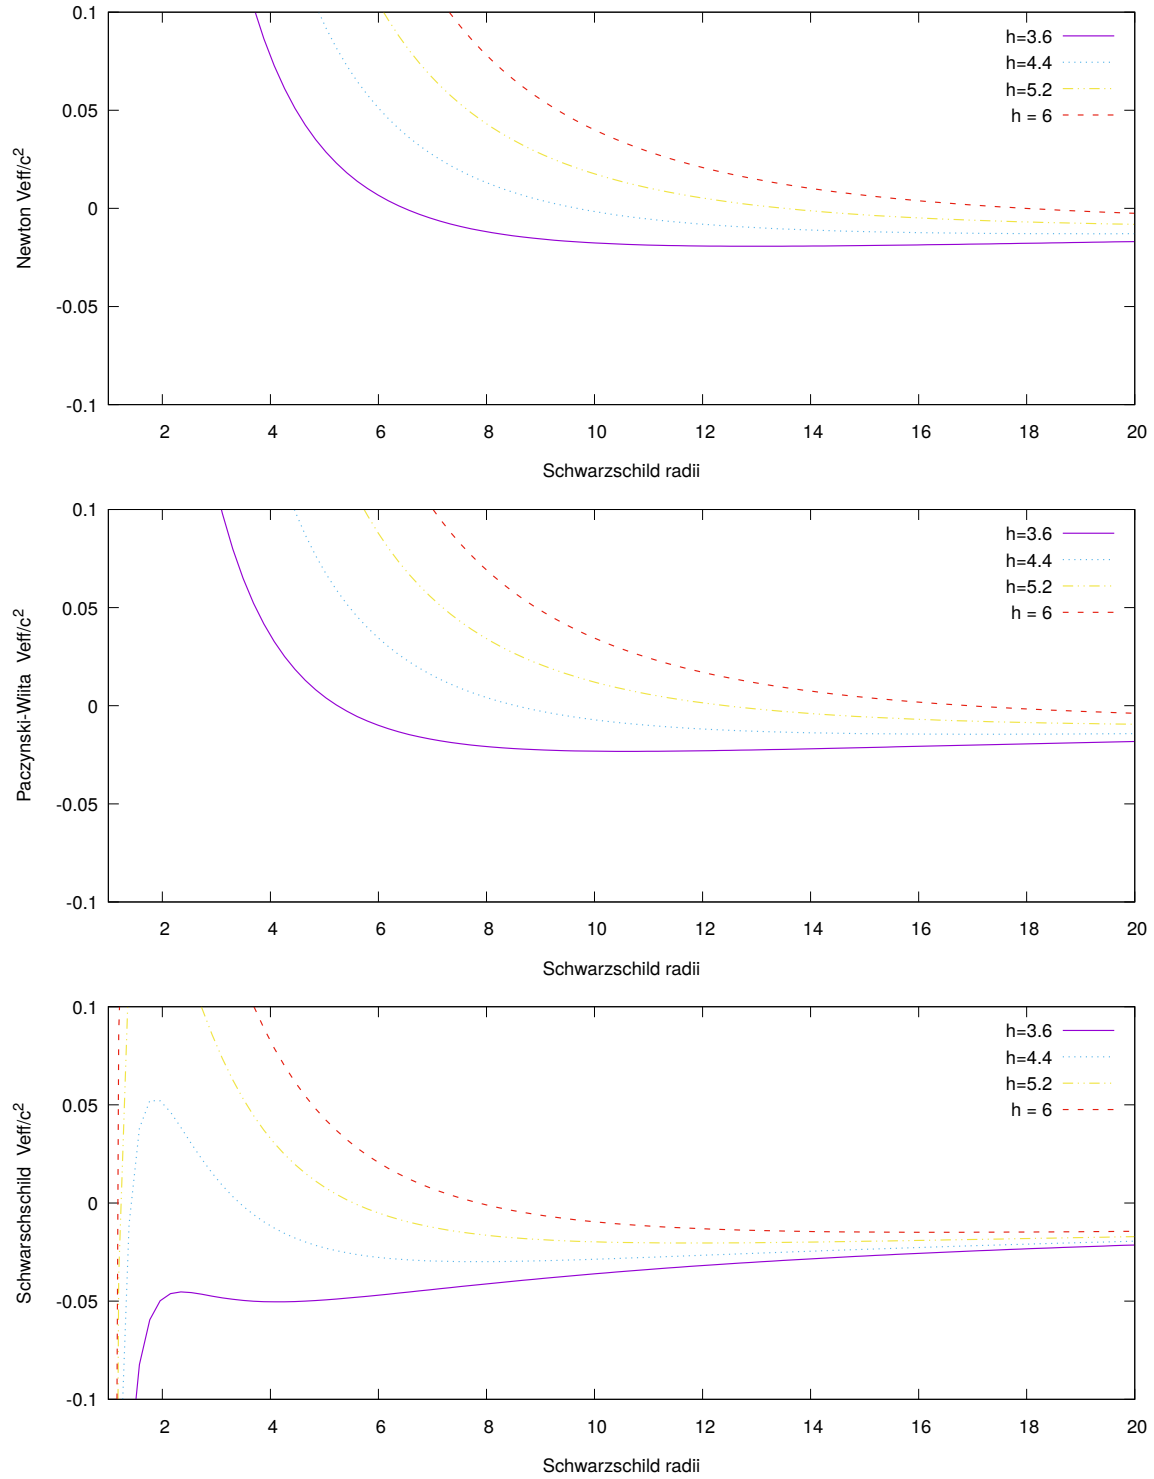 0.1
0.05
0
-0.05
-0.1
Newton Veff/c²
h=3.6
h=4.4
h=5.2
h = 6
2 4 6 8 10 12 14 16 18 20
Schwarzschild radii
0.1
0.05
0
-0.05
-0.1
Paczynski-Wiita Veff/c²
h=3.6
h=4.4
h=5.2
h = 6
2 4 6 8 10 12 14 16 18 20
Schwarzschild radii
0.1
0.05
0
-0.05
-0.1
Schwarschschild Veff/c²
h=3.6
h=4.4
h=5.2
h = 6
2 4 6 8 10 12 14 16 18 20
Schwarzschild radii